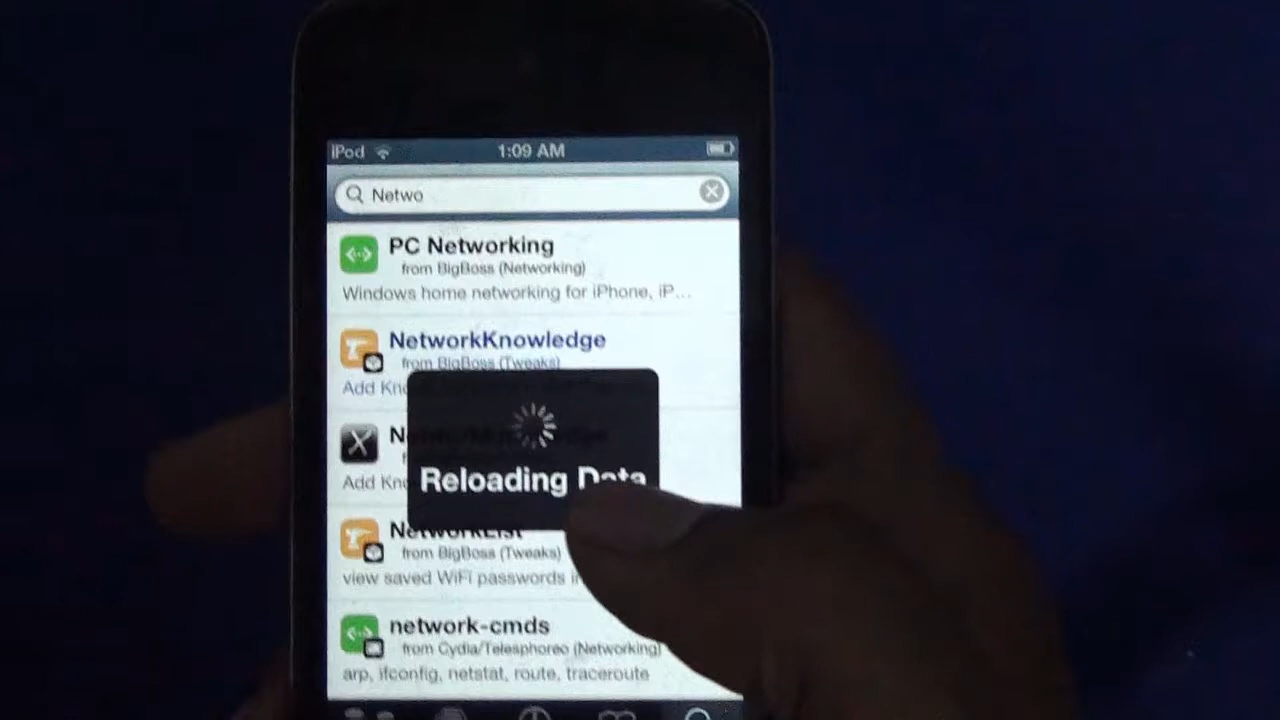 iPod
1:09 AM
Netwo
PC Networking
from BigBoss (Networking)
Windows home networking for iPhone, iP...
NetworkKnowledge
from BigBoss (Tweaks)
Add
Reloading Data
Add
NetworkList
from BigBoss (Tweaks)
view saved WiFi passwords
network-cmds
from Cydia/Telesphoreo (Networking)
arp, ifconfig, netstat, route, traceroute